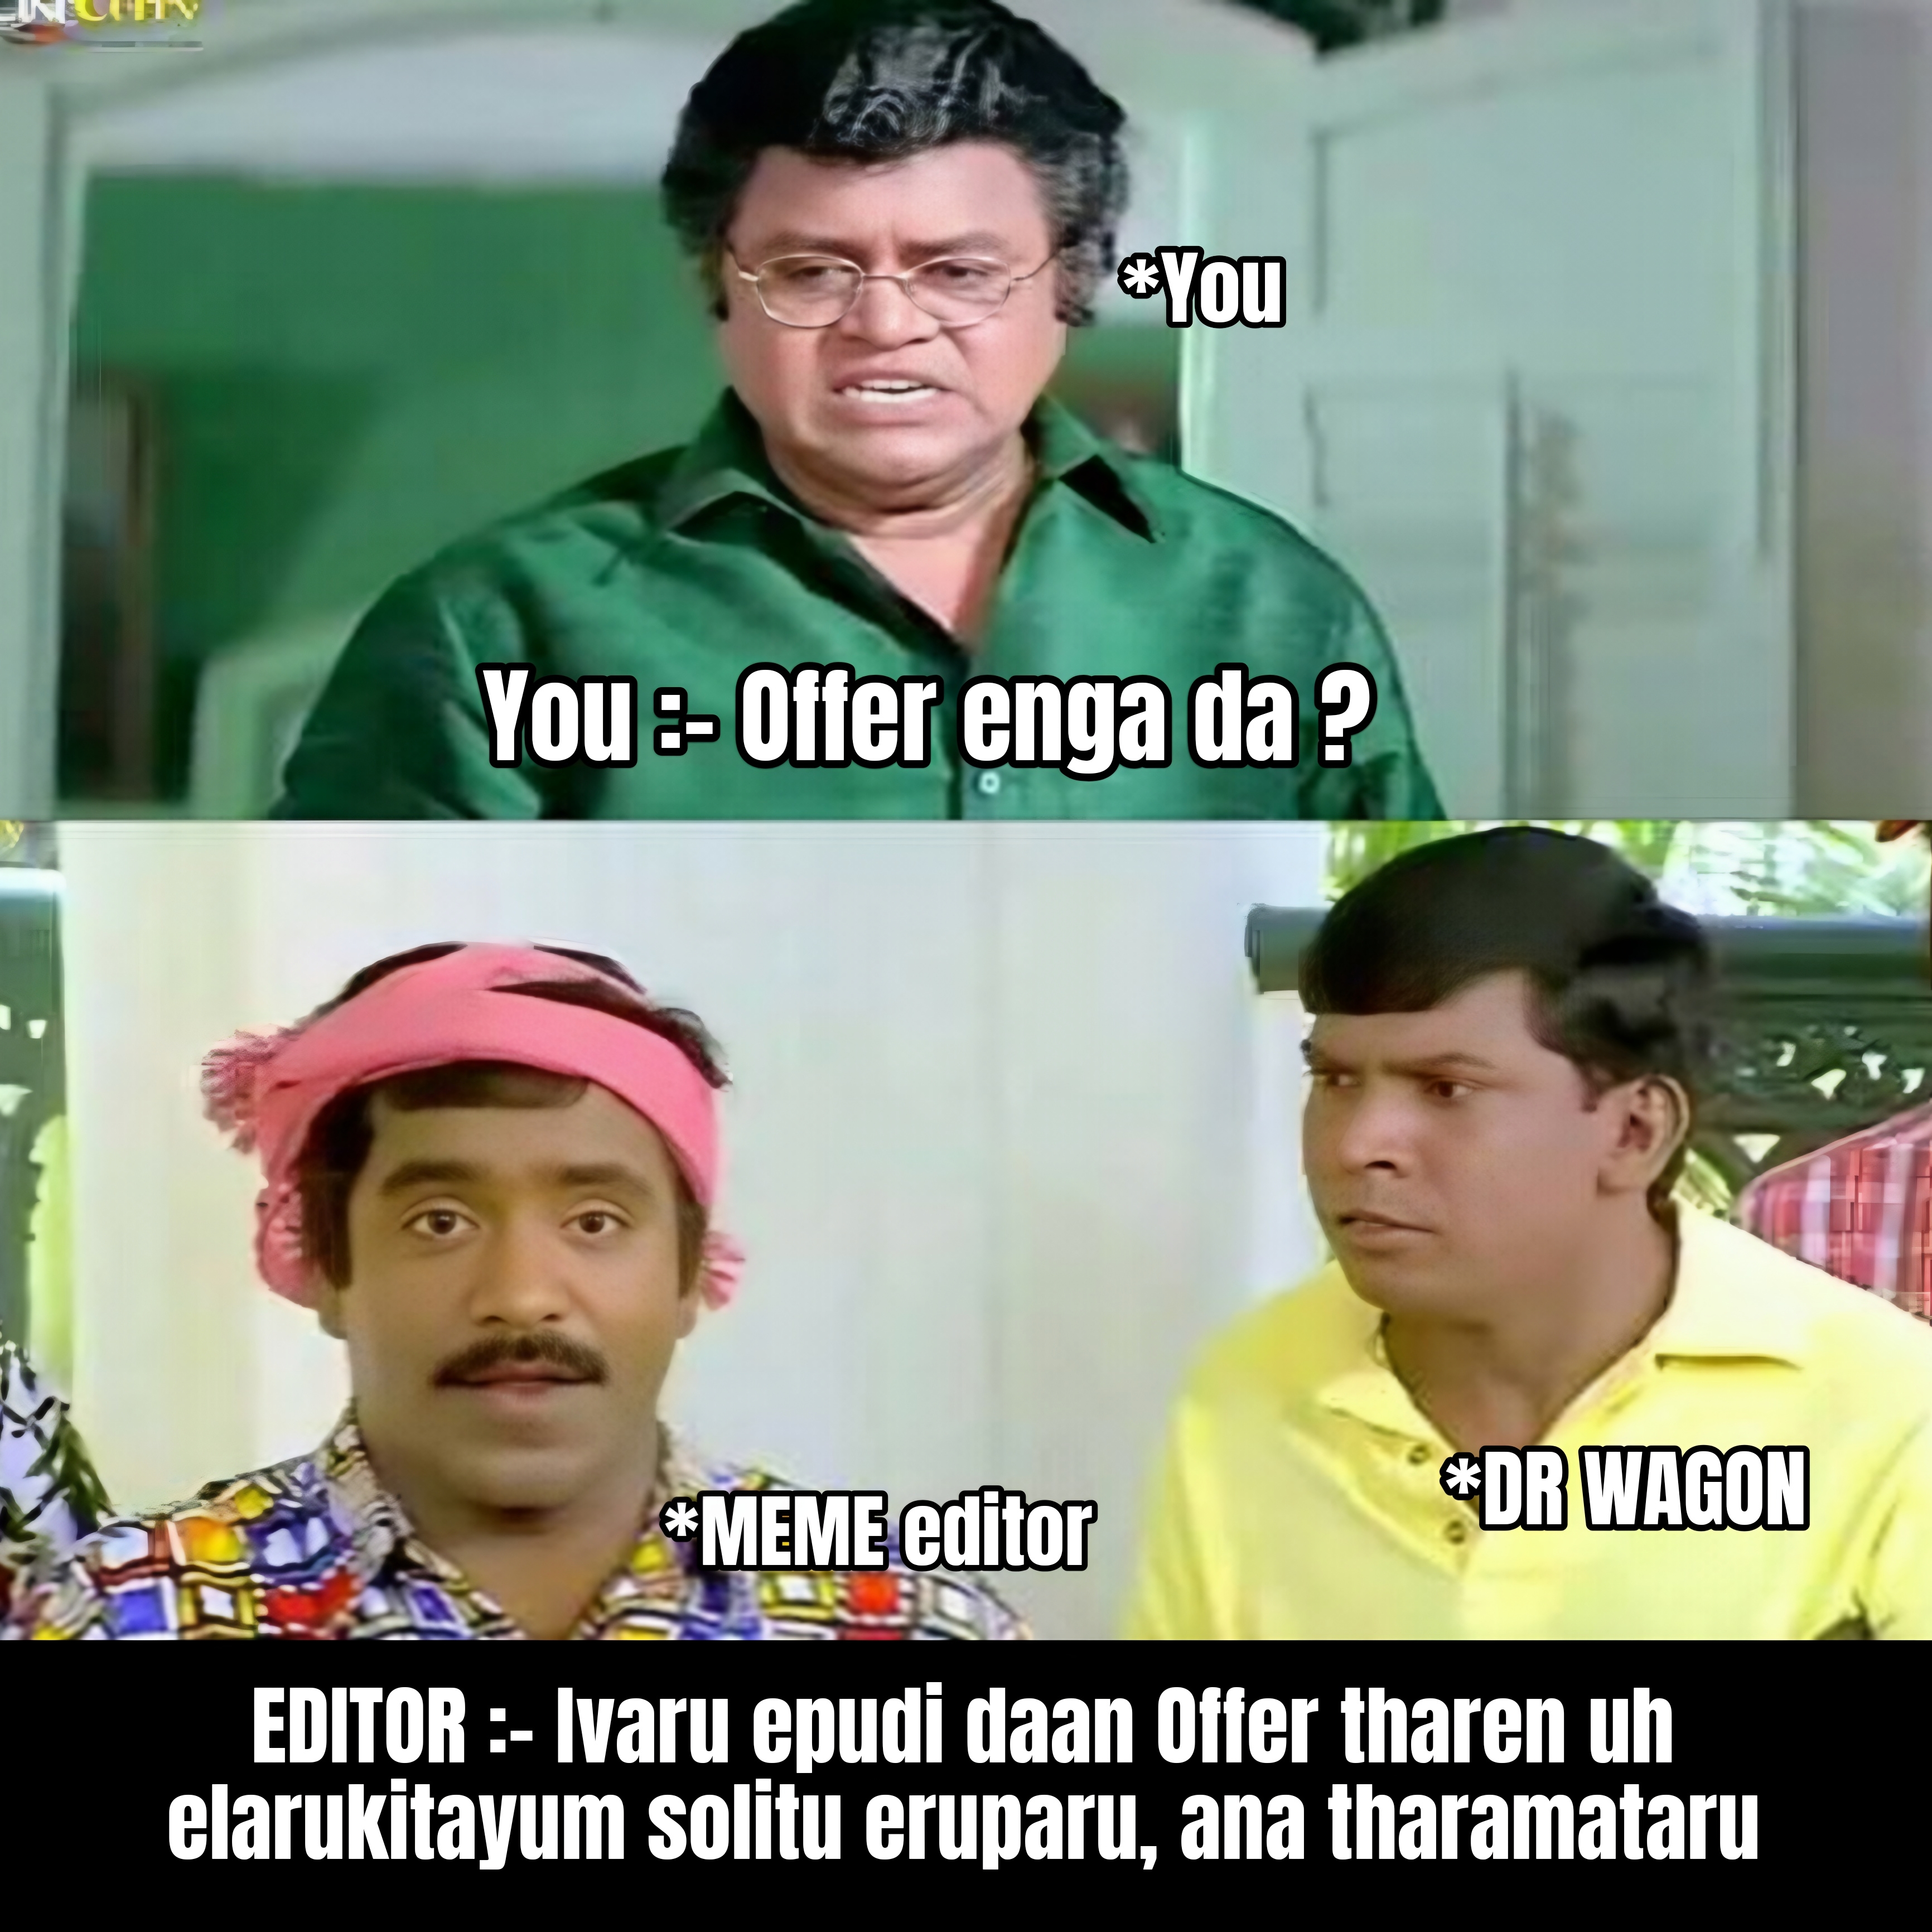 *You
You :- Offer enga da ?
*DR WAGON
*MEME editor
EDITOR :- Ivaru epudi daan Offer tharen uh
elarukitayum solitu eruparu, ana tharamataru